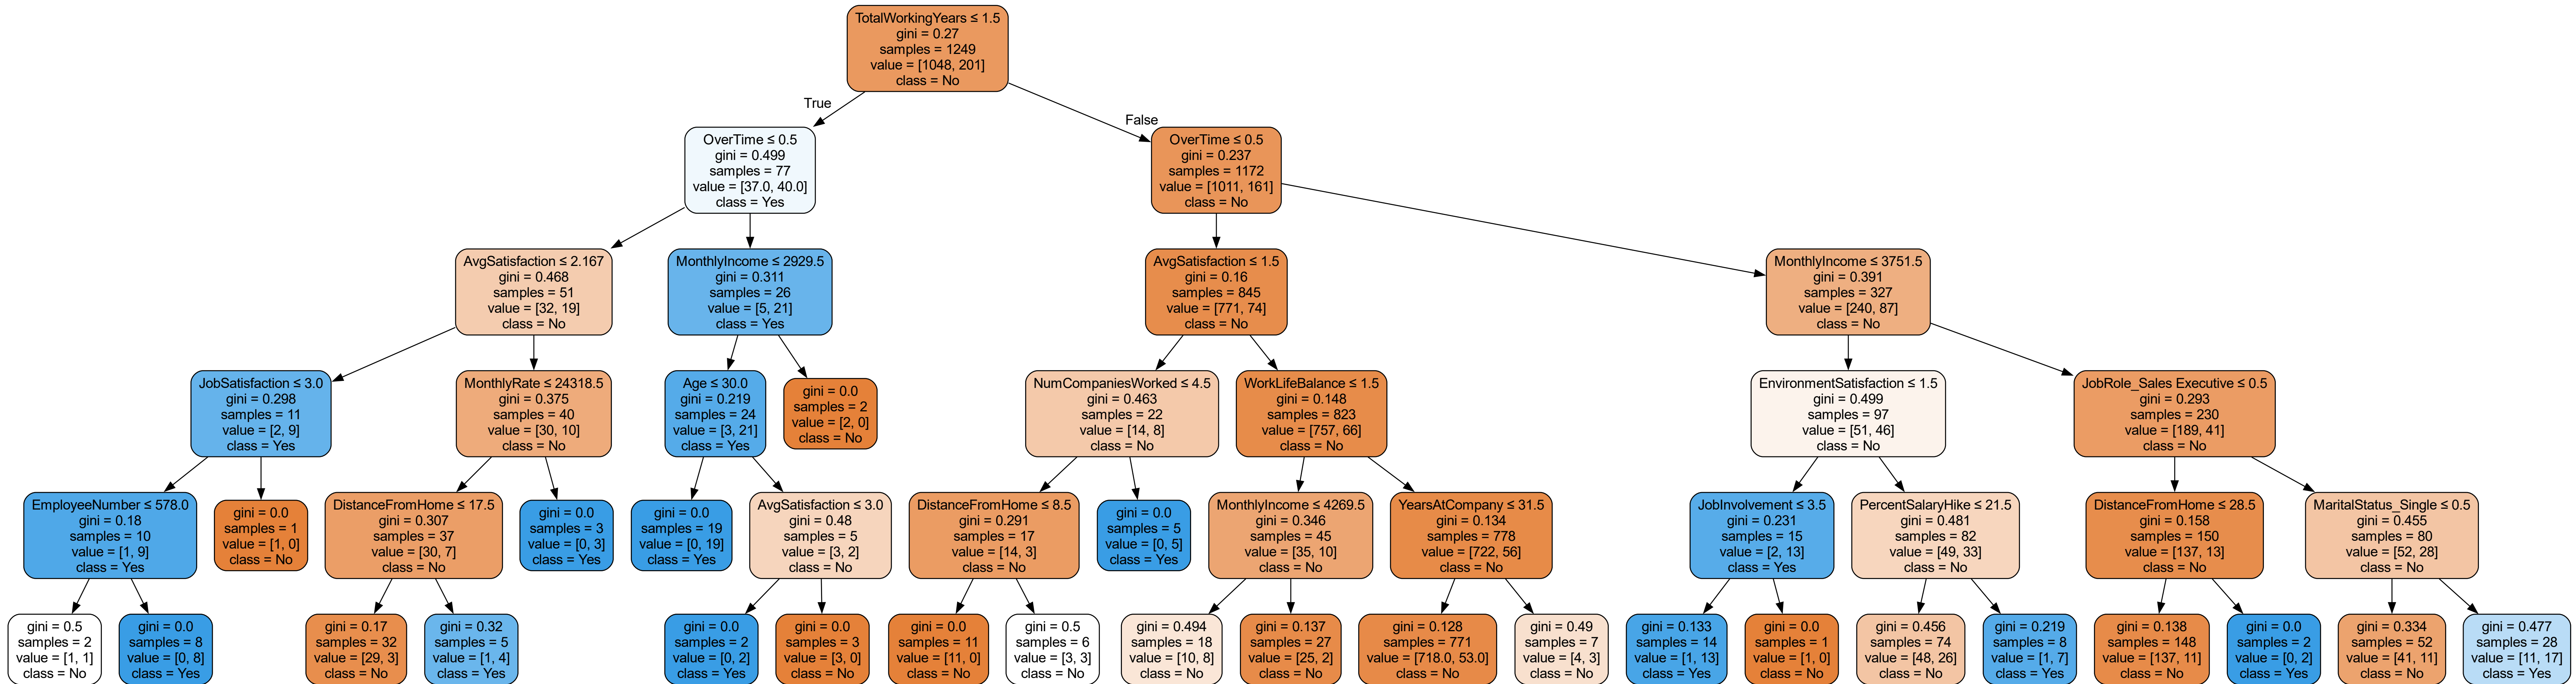 TotalWorkingYears ≤ 1.5
gini = 0.27
samples = 1249
value = [1048, 201]
class = No
True
False
OverTime ≤ 0.5
gini = 0.499
samples = 77
value = [37.0, 40.0]
class = Yes
OverTime ≤ 0.5
gini = 0.237
samples = 1172
value = [1011, 161]
class = No
AvgSatisfaction ≤ 2.167
gini = 0.468
samples = 51
value = [32, 19]
class = No
MonthlyIncome ≤ 2929.5
gini = 0.311
samples = 26
value = [5, 21]
class = Yes
AvgSatisfaction ≤ 1.5
gini = 0.16
samples = 845
value = [771, 74]
class = No
MonthlyIncome ≤ 3751.5
gini = 0.391
samples = 327
value = [240, 87]
class = No
JobSatisfaction ≤ 3.0
gini = 0.298
samples = 11
value = [2, 9]
class = Yes
MonthlyRate ≤ 24318.5
gini = 0.375
samples = 40
value = [30, 10]
class = No
Age ≤ 30.0
gini = 0.219
samples = 24
value = [3, 21]
class = Yes
gini = 0.0
samples = 2
value = [2, 0]
class = No
NumCompaniesWorked ≤ 4.5
gini = 0.463
samples = 22
value = [14, 8]
class = No
WorkLifeBalance ≤ 1.5
gini = 0.148
samples = 823
value = [757, 66]
class = No
EnvironmentSatisfaction ≤ 1.5
gini = 0.499
samples = 97
value = [51, 46]
class = No
JobRole_Sales Executive ≤ 0.5
gini = 0.293
samples = 230
value = [189, 41]
class = No
EmployeeNumber ≤ 578.0
gini = 0.18
samples = 10
value = [1, 9]
class = Yes
gini = 0.0
samples = 1
value = [1, 0]
class = No
DistanceFromHome ≤ 17.5
gini = 0.307
samples = 37
value = [30, 7]
class = No
gini = 0.0
samples = 3
value = [0, 3]
class = Yes
gini = 0.0
samples = 19
value = [0, 19]
class = Yes
AvgSatisfaction ≤ 3.0
gini = 0.48
samples = 5
value = [3, 2]
class = No
DistanceFromHome ≤ 8.5
gini = 0.291
samples = 17
value = [14, 3]
class = No
gini = 0.0
samples = 5
value = [0, 5]
class = Yes
MonthlyIncome ≤ 4269.5
gini = 0.346
samples = 45
value = [35, 10]
class = No
YearsAtCompany ≤ 31.5
gini = 0.134
samples = 778
value = [722, 56]
class = No
JobInvolvement ≤ 3.5
gini = 0.231
samples = 15
value = [2, 13]
class = Yes
PercentSalaryHike ≤ 21.5
gini = 0.481
samples = 82
value = [49, 33]
class = No
DistanceFromHome ≤ 28.5
gini = 0.158
samples = 150
value = [137, 13]
class = No
MaritalStatus_Single ≤ 0.5
gini = 0.455
samples = 80
value = [52, 28]
class = No
gini = 0.5
samples = 2
value = [1, 1]
class = No
gini = 0.0
samples = 8
value = [0, 8]
class = Yes
gini = 0.17
samples = 32
value = [29, 3]
class = No
gini = 0.32
samples = 5
value = [1, 4]
class = Yes
gini = 0.0
samples = 2
value = [0, 2]
class = Yes
gini = 0.0
samples = 3
value = [3, 0]
class = No
gini = 0.0
samples = 11
value = [11, 0]
class = No
gini = 0.5
samples = 6
value = [3, 3]
class = No
gini = 0.494
samples = 18
value = [10, 8]
class = No
gini = 0.137
samples = 27
value = [25, 2]
class = No
gini = 0.128
samples = 771
value = [718.0, 53.0]
class = No
gini = 0.49
samples = 7
value = [4, 3]
class = No
gini = 0.133
samples = 14
value = [1, 13]
class = Yes
gini = 0.0
samples = 1
value = [1, 0]
class = No
gini = 0.456
samples = 74
value = [48, 26]
class = No
gini = 0.219
samples = 8
value = [1, 7]
class = Yes
gini = 0.138
samples = 148
value = [137, 11]
class = No
gini = 0.0
samples = 2
value = [0, 2]
class = Yes
gini = 0.334
samples = 52
value = [41, 11]
class = No
gini = 0.477
samples = 28
value = [11, 17]
class = Yes